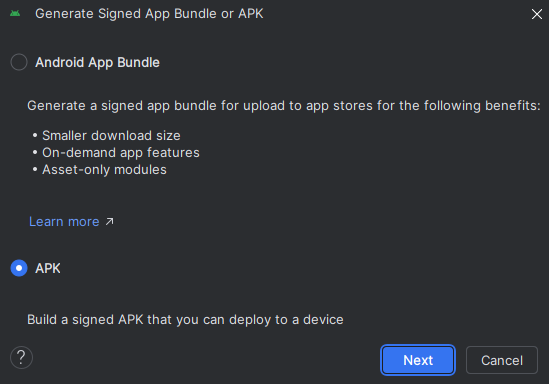 Generate Signed App Bundle or APK
Android App Bundle
Generate a signed app bundle for upload to app stores for the following benefits:
• Smaller download size
• On-demand app features
• Asset-only modules
Learn more ↗
APK
Build a signed APK that you can deploy to a device
? Next Cancel